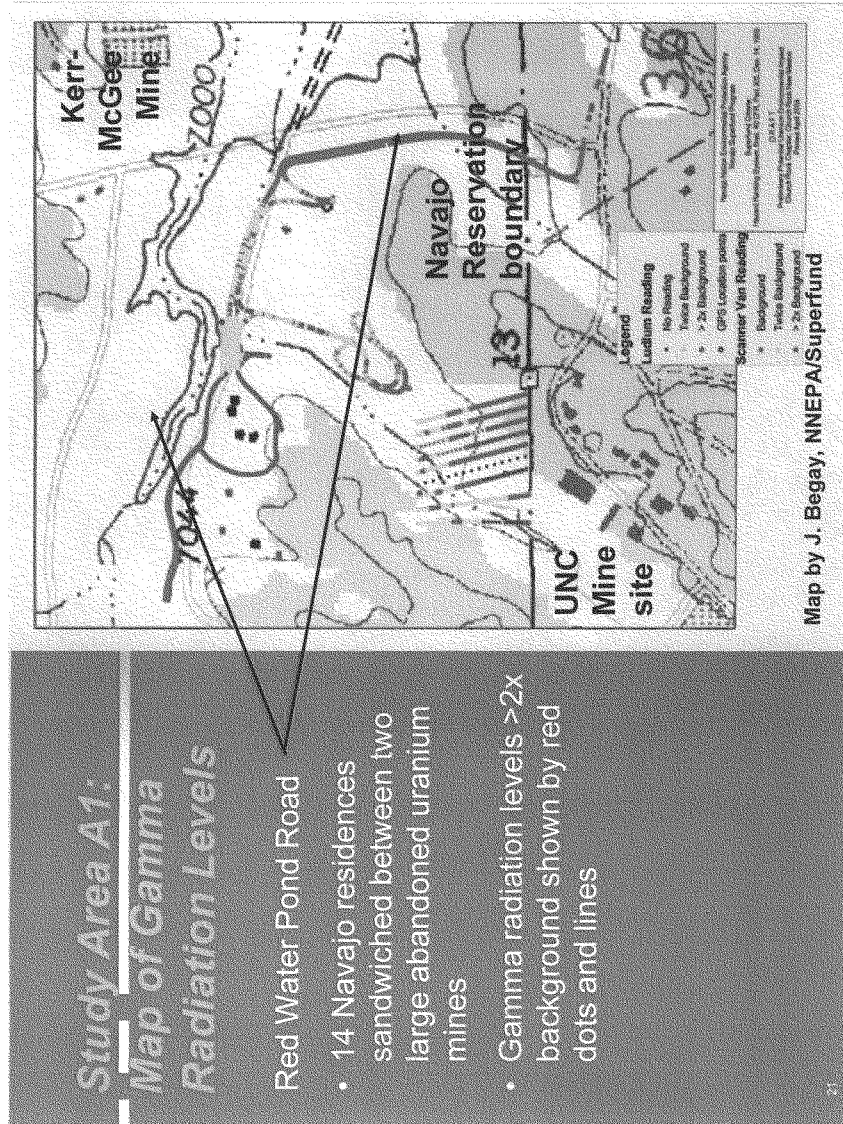 Study Area A1:
Map of Gamma
Radiation Levels
Red Water Pond Road
• 14 Navajo residences
sandwiched between two
large abandoned uranium
mines
• Gamma radiation levels >2x
background shown by red
dots and lines
21
Kerr-
McGee
Mine
7000
7044
Navajo
Reservation
boundary
13
36
UNC
Mine
site
Legend
Ludlum Reading
No Reading
Twice Background
> 2x Background
GPS Location points
Scanner Van Reading
Background
Twice Background
> 2x Background
Map by J. Begay, NNEPA/Superfund